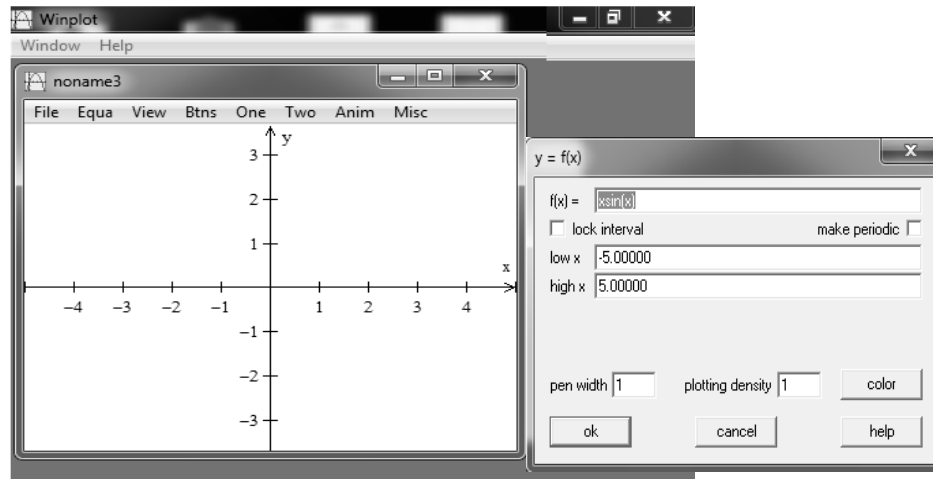 Winplot
Window Help
noname3
File Equa View Btns One Two Anim Misc
y
3
2
1
x
−4 −3 −2 −1 1 2 3 4
−1
−2
−3
y = f(x)
f(x) = xsin(x)
lock interval make periodic
low x -5.00000
high x 5.00000
pen width 1 plotting density 1 color
ok cancel help